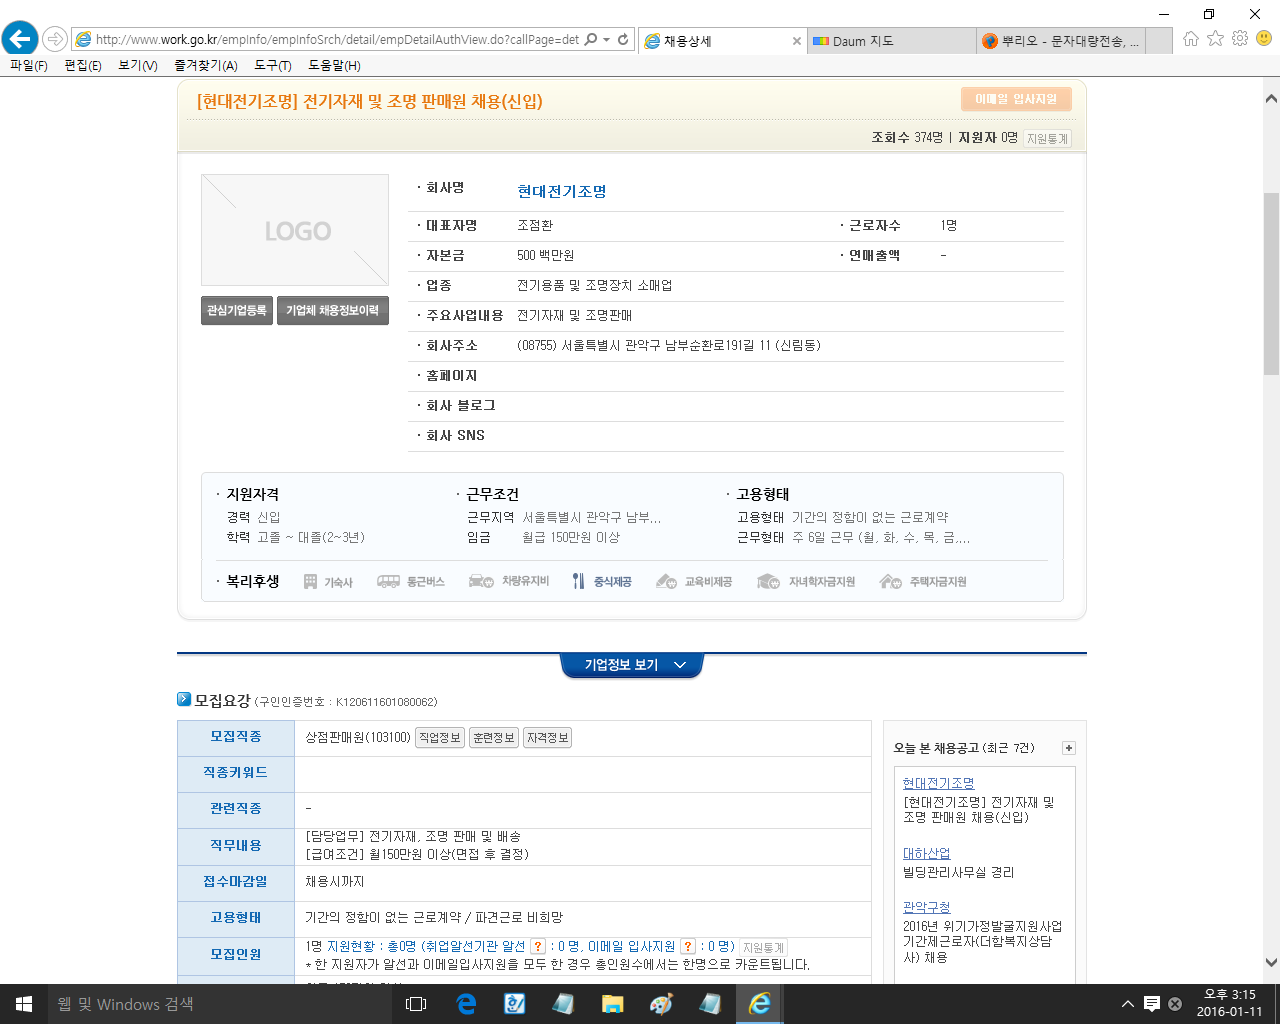 http://www.work.go.kr/empInfo/empInfoSrch/detail/empDetailAuthView.do?callPage=det
채용상세
Daum 지도
뿌리오 - 문자대량전송, ...
파일(F) 편집(E) 보기(V) 즐겨찾기(A) 도구(T) 도움말(H)
[현대전기조명] 전기자재 및 조명 판매원 채용(신입)
이메일 입사지원
조회수 374명 | 지원자 0명 지원통계
LOGO
관심기업등록 기업체 채용정보이력
· 회사명 현대전기조명
· 대표자명 조점환 · 근로자수 1명
· 자본금 500 백만원 · 연매출액 -
· 업종 전기용품 및 조명장치 소매업
· 주요사업내용 전기자재 및 조명판매
· 회사주소 (08755) 서울특별시 관악구 남부순환로191길 11 (신림동)
· 홈페이지
· 회사 블로그
· 회사 SNS
· 지원자격
경력 신입
학력 고졸 ~ 대졸(2~3년)
· 근무조건
근무지역 서울특별시 관악구 남부...
임금 월급 150만원 이상
· 고용형태
고용형태 기간의 정함이 없는 근로계약
근무형태 주 6일 근무 (월, 화, 수, 목, 금,...
· 복리후생 기숙사 통근버스 차량유지비 중식제공 교육비제공 자녀학자금지원 주택자금지원
기업정보 보기
모집요강 (구인인증번호 : K120611601080062)
모집직종 상점판매원(103100) 직업정보 훈련정보 자격정보
직종키워드
관련직종 -
직무내용 [담당업무] 전기자재, 조명 판매 및 배송
[급여조건] 월150만원 이상(면접 후 결정)
접수마감일 채용시까지
고용형태 기간의 정함이 없는 근로계약 / 파견근로 비희망
모집인원 1명 지원현황 : 총0명 (취업알선기관 알선 ? : 0 명, 이메일 입사지원 ? : 0 명) 지원통계
* 한 지원자가 알선과 이메일입사지원을 모두 한 경우 총인원수에서는 한명으로 카운트됩니다.
오늘 본 채용공고 (최근 7건) +
현대전기조명
[현대전기조명] 전기자재 및
조명 판매원 채용(신입)
대하산업
빌딩관리사무실 경리
관악구청
2016년 위기가정발굴지원사업
기간제근로자(더함복지상담
사) 채용
웹 및 Windows 검색
오후 3:15
2016-01-11